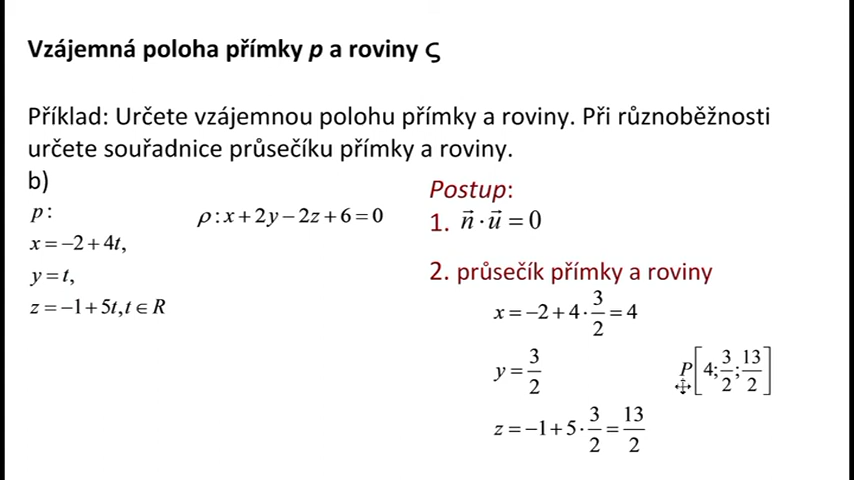 Vzájemná poloha přímky p a roviny ς
Příklad: Určete vzájemnou polohu přímky a roviny. Při různoběžnosti
určete souřadnice průsečíku přímky a roviny.
b)
p:
x = −2 + 4t,
y = t,
z = −1 + 5t, t ∈ R
ρ: x + 2y − 2z + 6 = 0
Postup:
1. n⃗ · u⃗ = 0
2. průsečík přímky a roviny
x = −2 + 4 · 3/2 = 4
y = 3/2
P[4; 3/2; 13/2]
z = −1 + 5 · 3/2 = 13/2